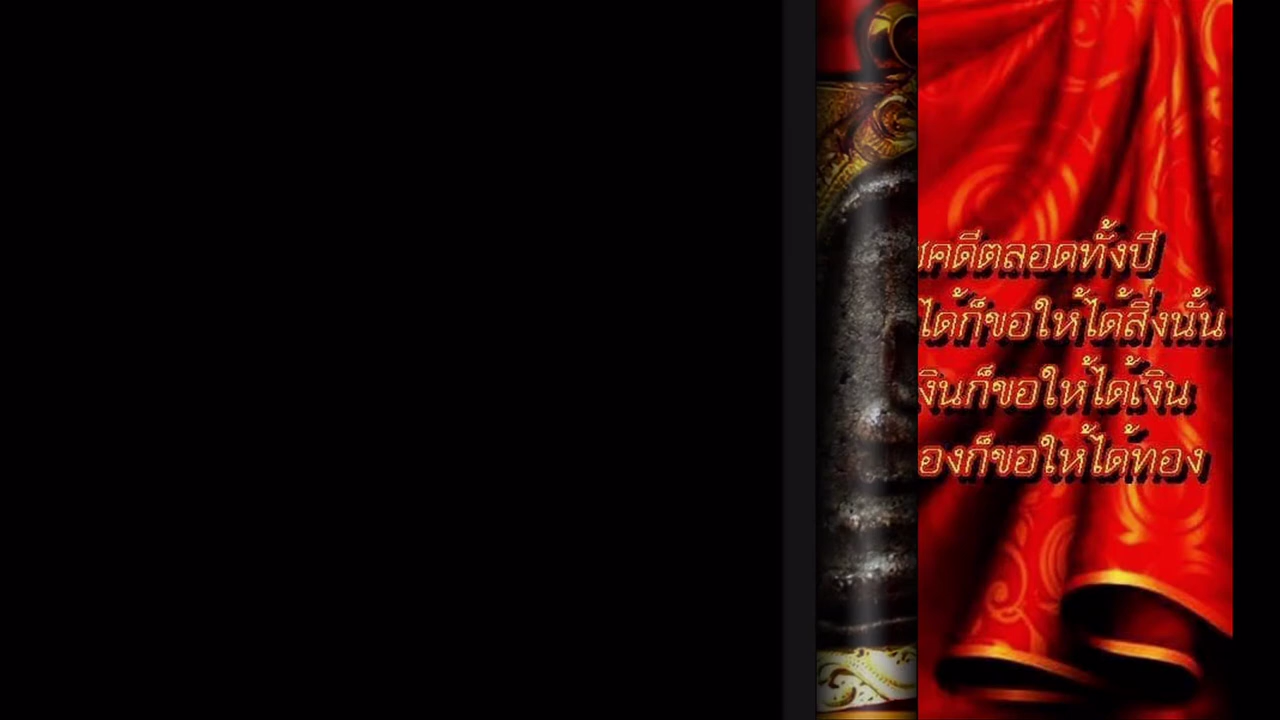 คดีตลอดทั้งปี
ได้ก็ขอให้ได้สิ่งนั้น
งินก็ขอให้ได้เงิน
องก็ขอให้ได้ทอง